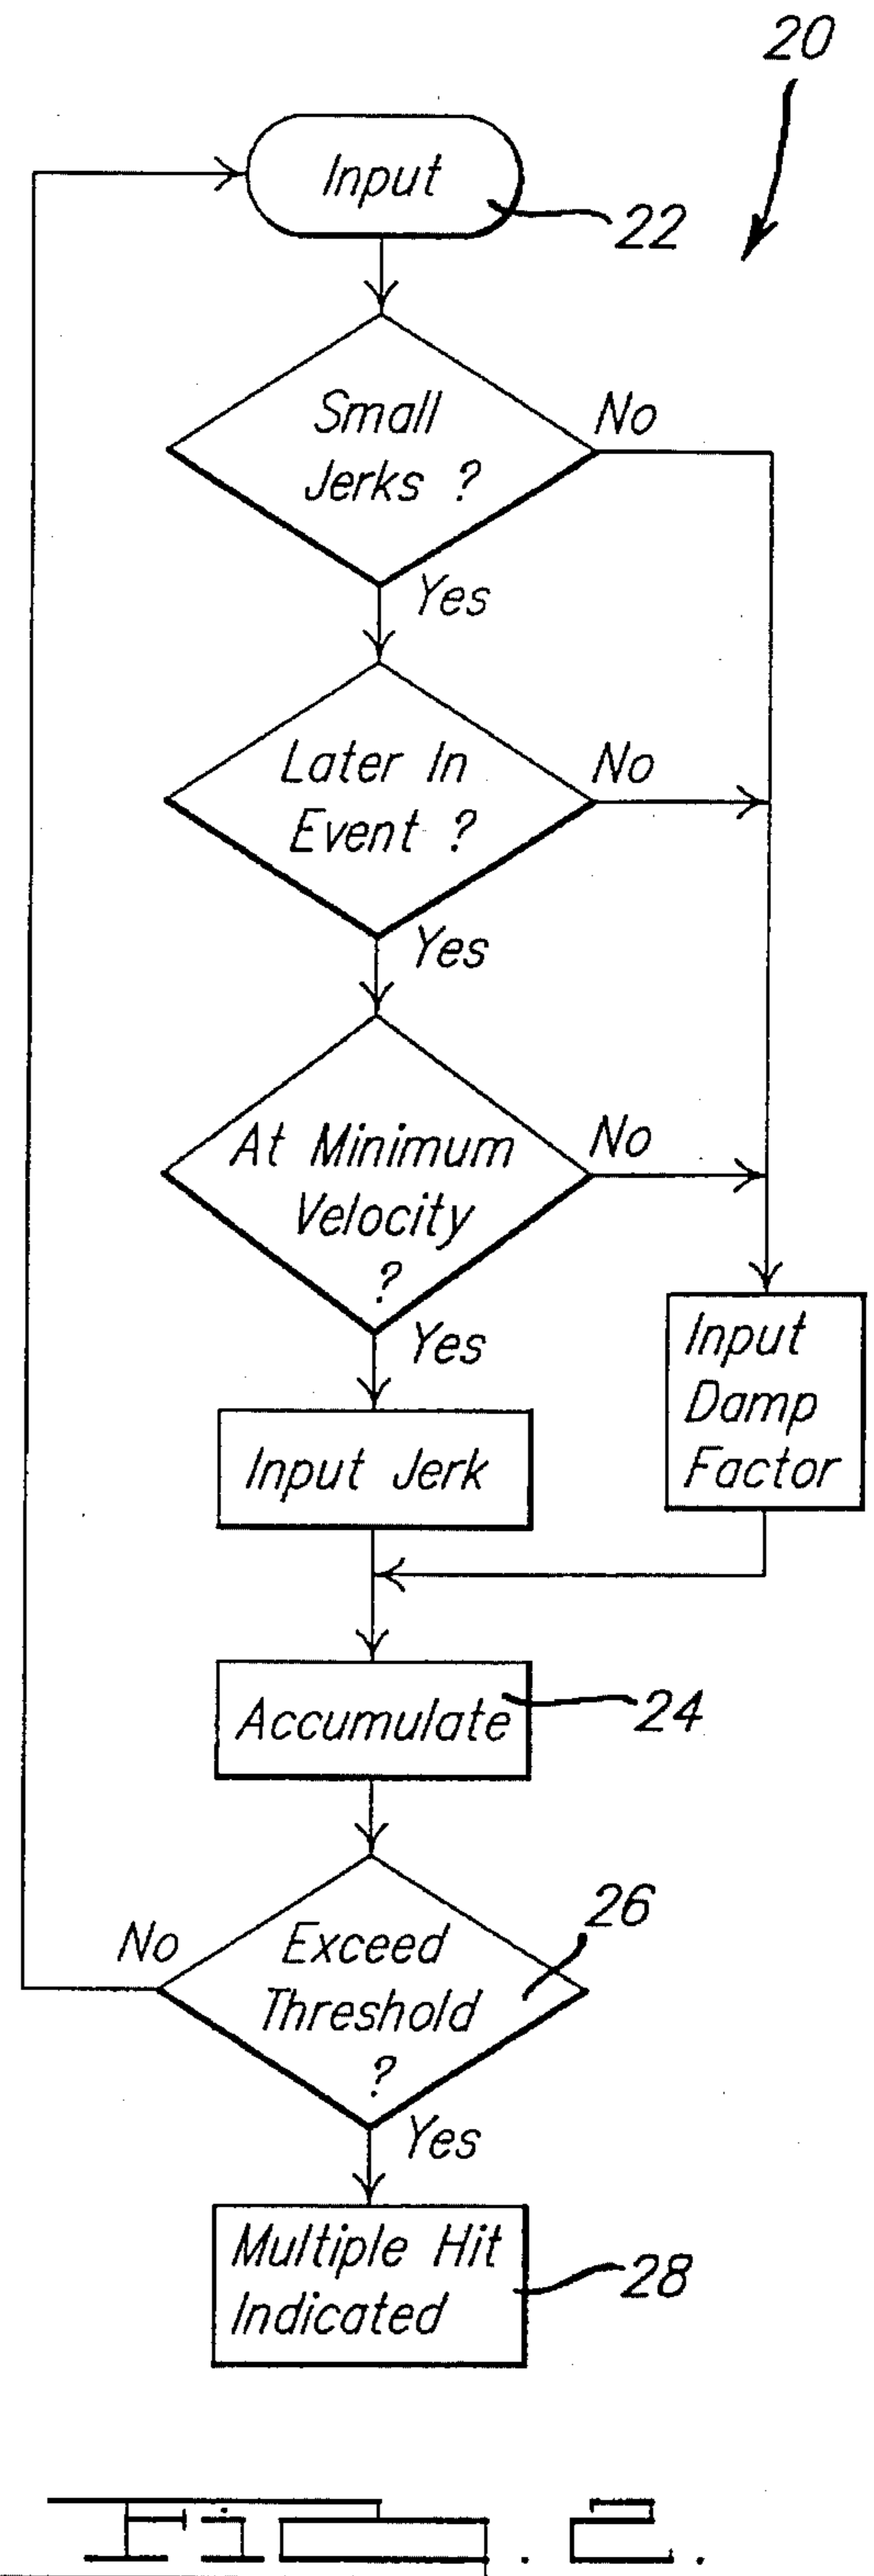 20
Input
22
Small
Jerks ?
No
Yes
Later In
Event ?
No
Yes
At Minimum
Velocity
?
No
Yes
Input
Damp
Factor
Input Jerk
Accumulate
24
26
Exceed
Threshold
?
No
Yes
Multiple Hit
Indicated
28